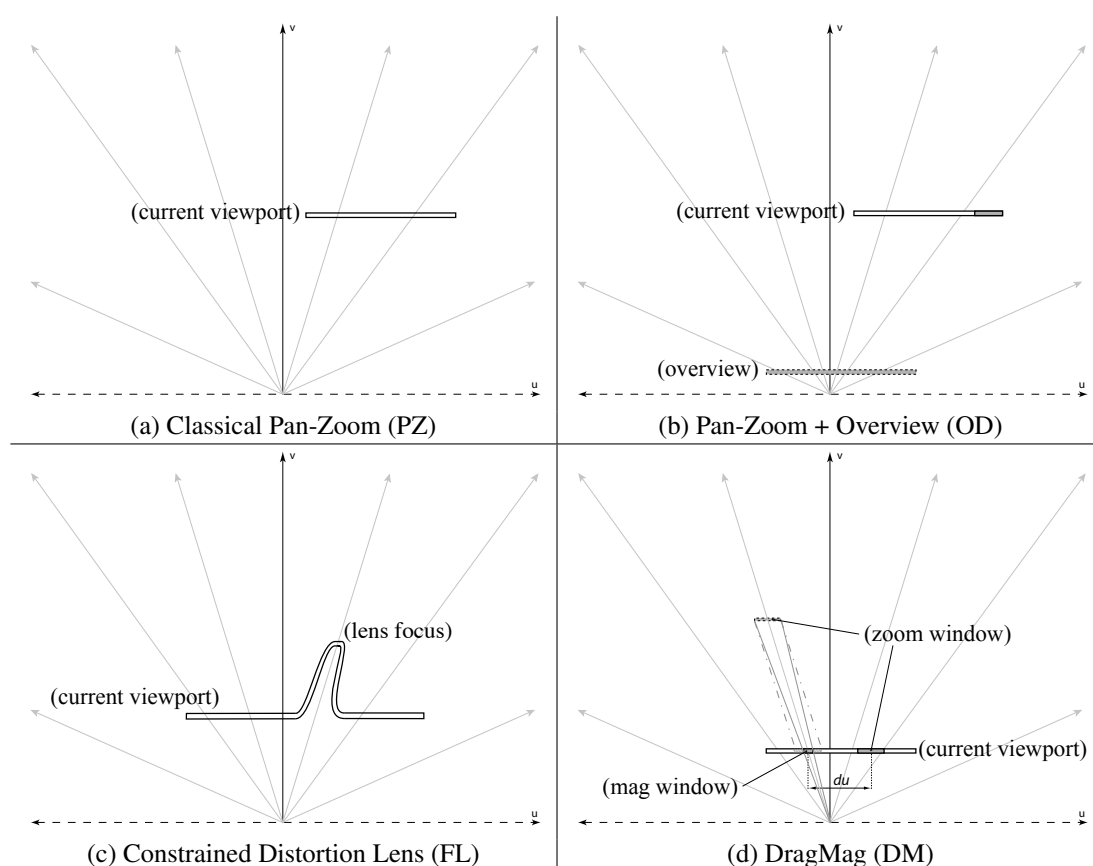 v
(current viewport)
u
(a) Classical Pan-Zoom (PZ)
v
(current viewport)
(overview)
u
(b) Pan-Zoom + Overview (OD)
v
(lens focus)
(current viewport)
u
(c) Constrained Distortion Lens (FL)
v
(zoom window)
(current viewport)
(mag window)
du
u
(d) DragMag (DM)